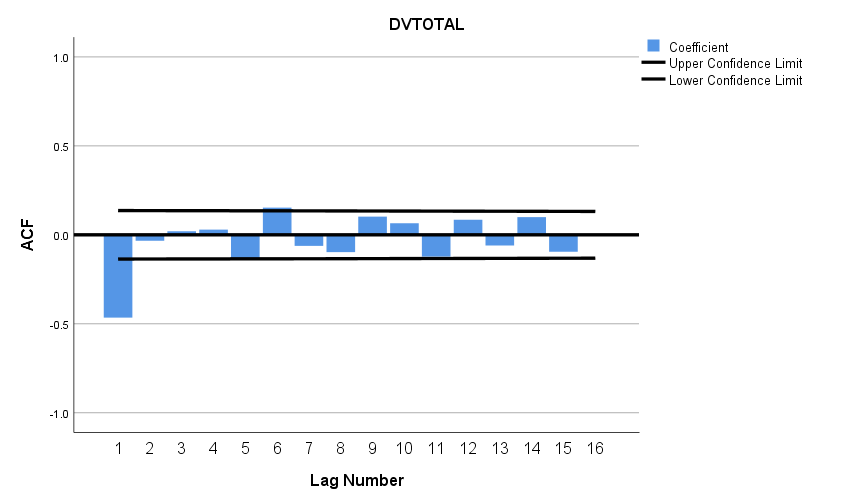 DVTOTAL
Coefficient
Upper Confidence Limit
Lower Confidence Limit
1.0
0.5
0.0
-0.5
-1.0
ACF
1 2 3 4 5 6 7 8 9 10 11 12 13 14 15 16
Lag Number